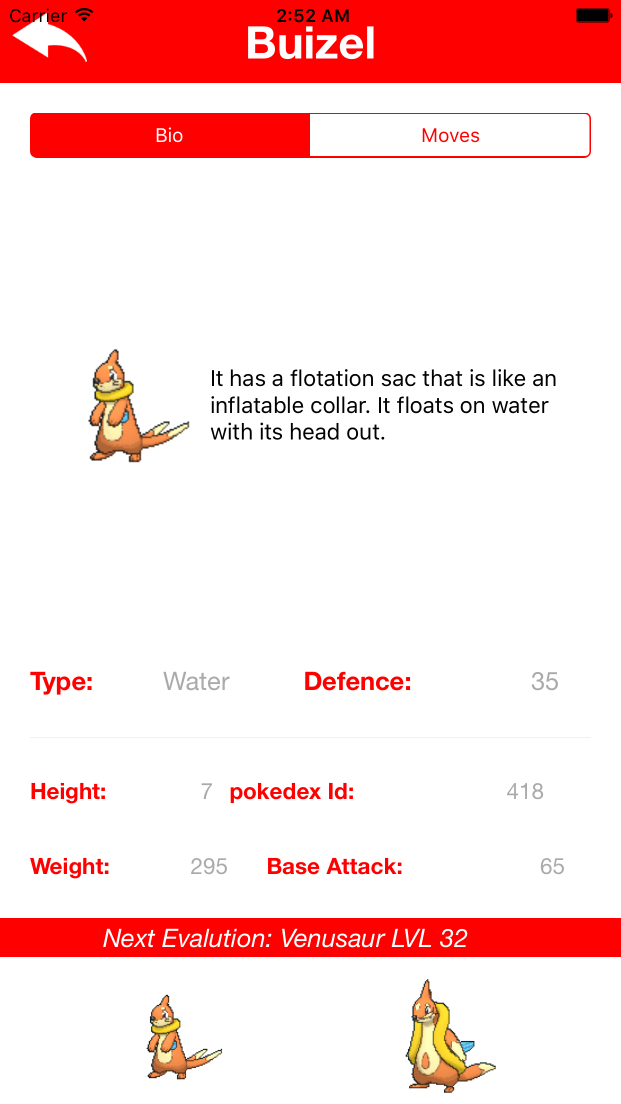 Carrier 2:52 AM
Buizel
Bio Moves
It has a flotation sac that is like an
inflatable collar. It floats on water
with its head out.
Type: Water Defence: 35
Height: 7 pokedex Id: 418
Weight: 295 Base Attack: 65
Next Evalution: Venusaur LVL 32